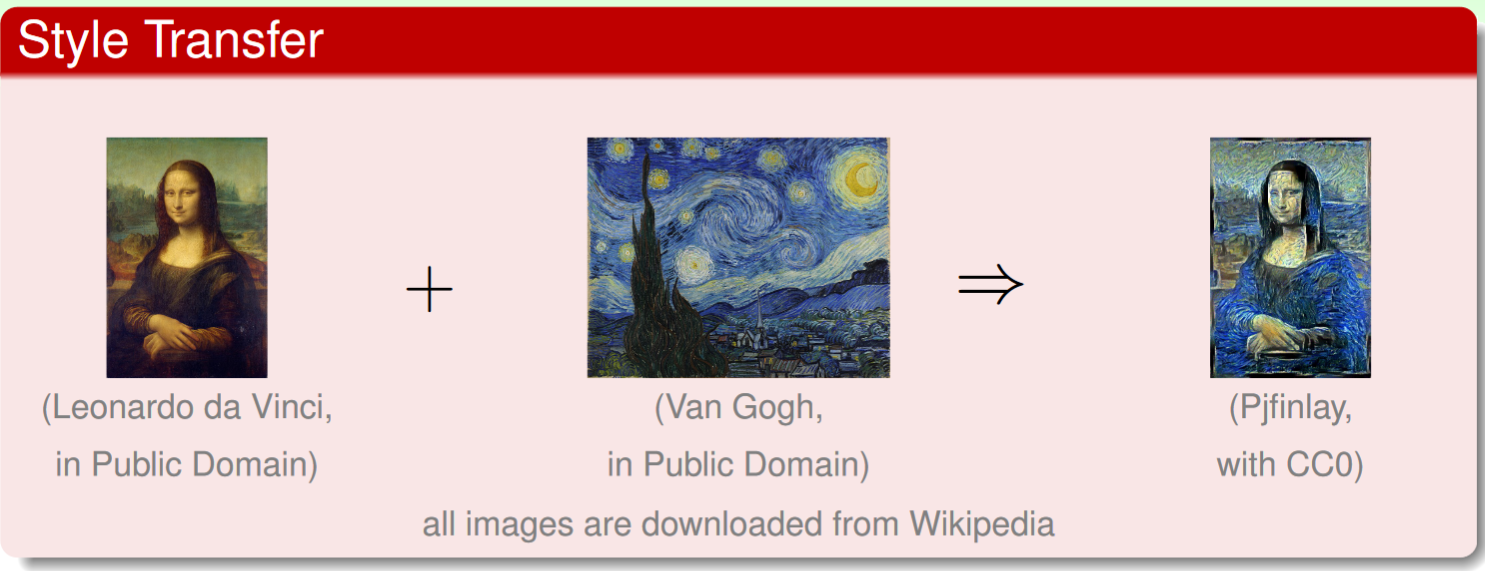 Style Transfer
+
⇒
(Leonardo da Vinci,
in Public Domain)
(Van Gogh,
in Public Domain)
(Pjfinlay,
with CC0)
all images are downloaded from Wikipedia